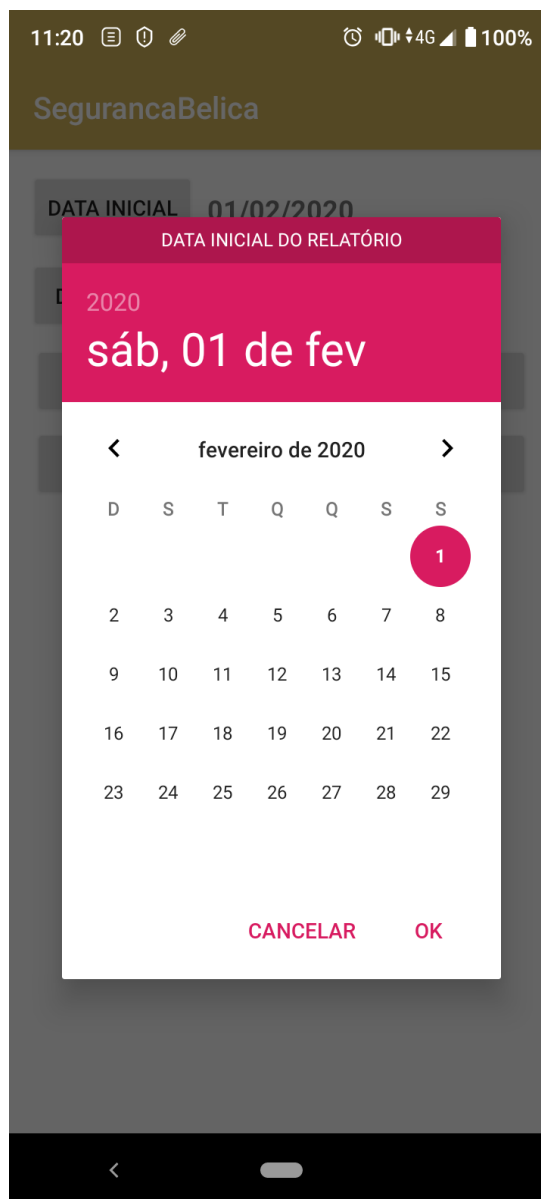 11:20 4G 100%
SegurancaBelica
DATA INICIAL 01/02/2020
DATA INICIAL DO RELATÓRIO
D
2020
sáb, 01 de fev
fevereiro de 2020
D S T Q Q S S
1
2 3 4 5 6 7 8
9 10 11 12 13 14 15
16 17 18 19 20 21 22
23 24 25 26 27 28 29
CANCELAR OK